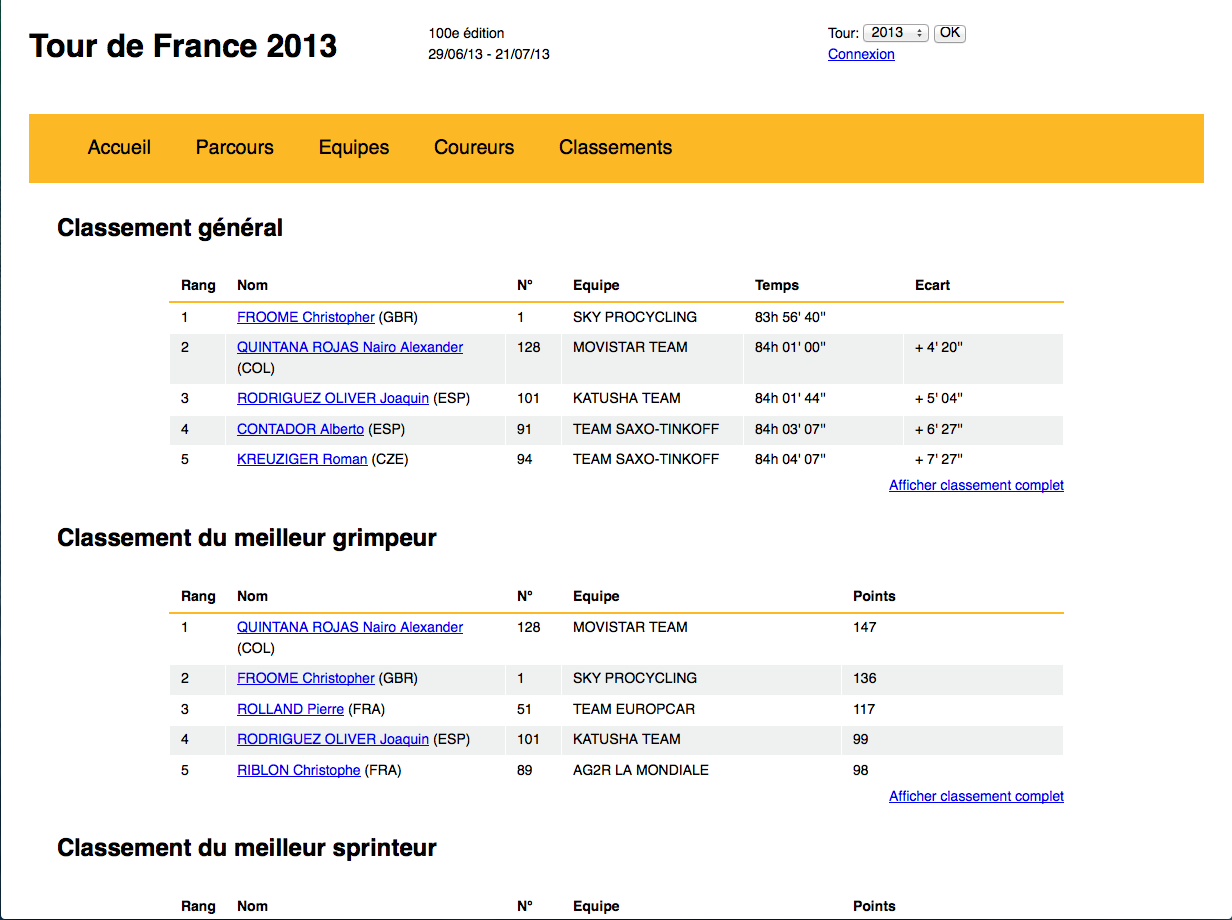 Tour de France 2013
100e édition
29/06/13 - 21/07/13
Tour: 2013 OK
Connexion
Accueil Parcours Equipes Coureurs Classements
Classement général
Rang Nom N° Equipe Temps Ecart
1 FROOME Christopher (GBR) 1 SKY PROCYCLING 83h 56' 40"
2 QUINTANA ROJAS Nairo Alexander 128 MOVISTAR TEAM 84h 01' 00" + 4' 20"
(COL)
3 RODRIGUEZ OLIVER Joaquin (ESP) 101 KATUSHA TEAM 84h 01' 44" + 5' 04"
4 CONTADOR Alberto (ESP) 91 TEAM SAXO-TINKOFF 84h 03' 07" + 6' 27"
5 KREUZIGER Roman (CZE) 94 TEAM SAXO-TINKOFF 84h 04' 07" + 7' 27"
Afficher classement complet
Classement du meilleur grimpeur
Rang Nom N° Equipe Points
1 QUINTANA ROJAS Nairo Alexander 128 MOVISTAR TEAM 147
(COL)
2 FROOME Christopher (GBR) 1 SKY PROCYCLING 136
3 ROLLAND Pierre (FRA) 51 TEAM EUROPCAR 117
4 RODRIGUEZ OLIVER Joaquin (ESP) 101 KATUSHA TEAM 99
5 RIBLON Christophe (FRA) 89 AG2R LA MONDIALE 98
Afficher classement complet
Classement du meilleur sprinteur
Rang Nom N° Equipe Points